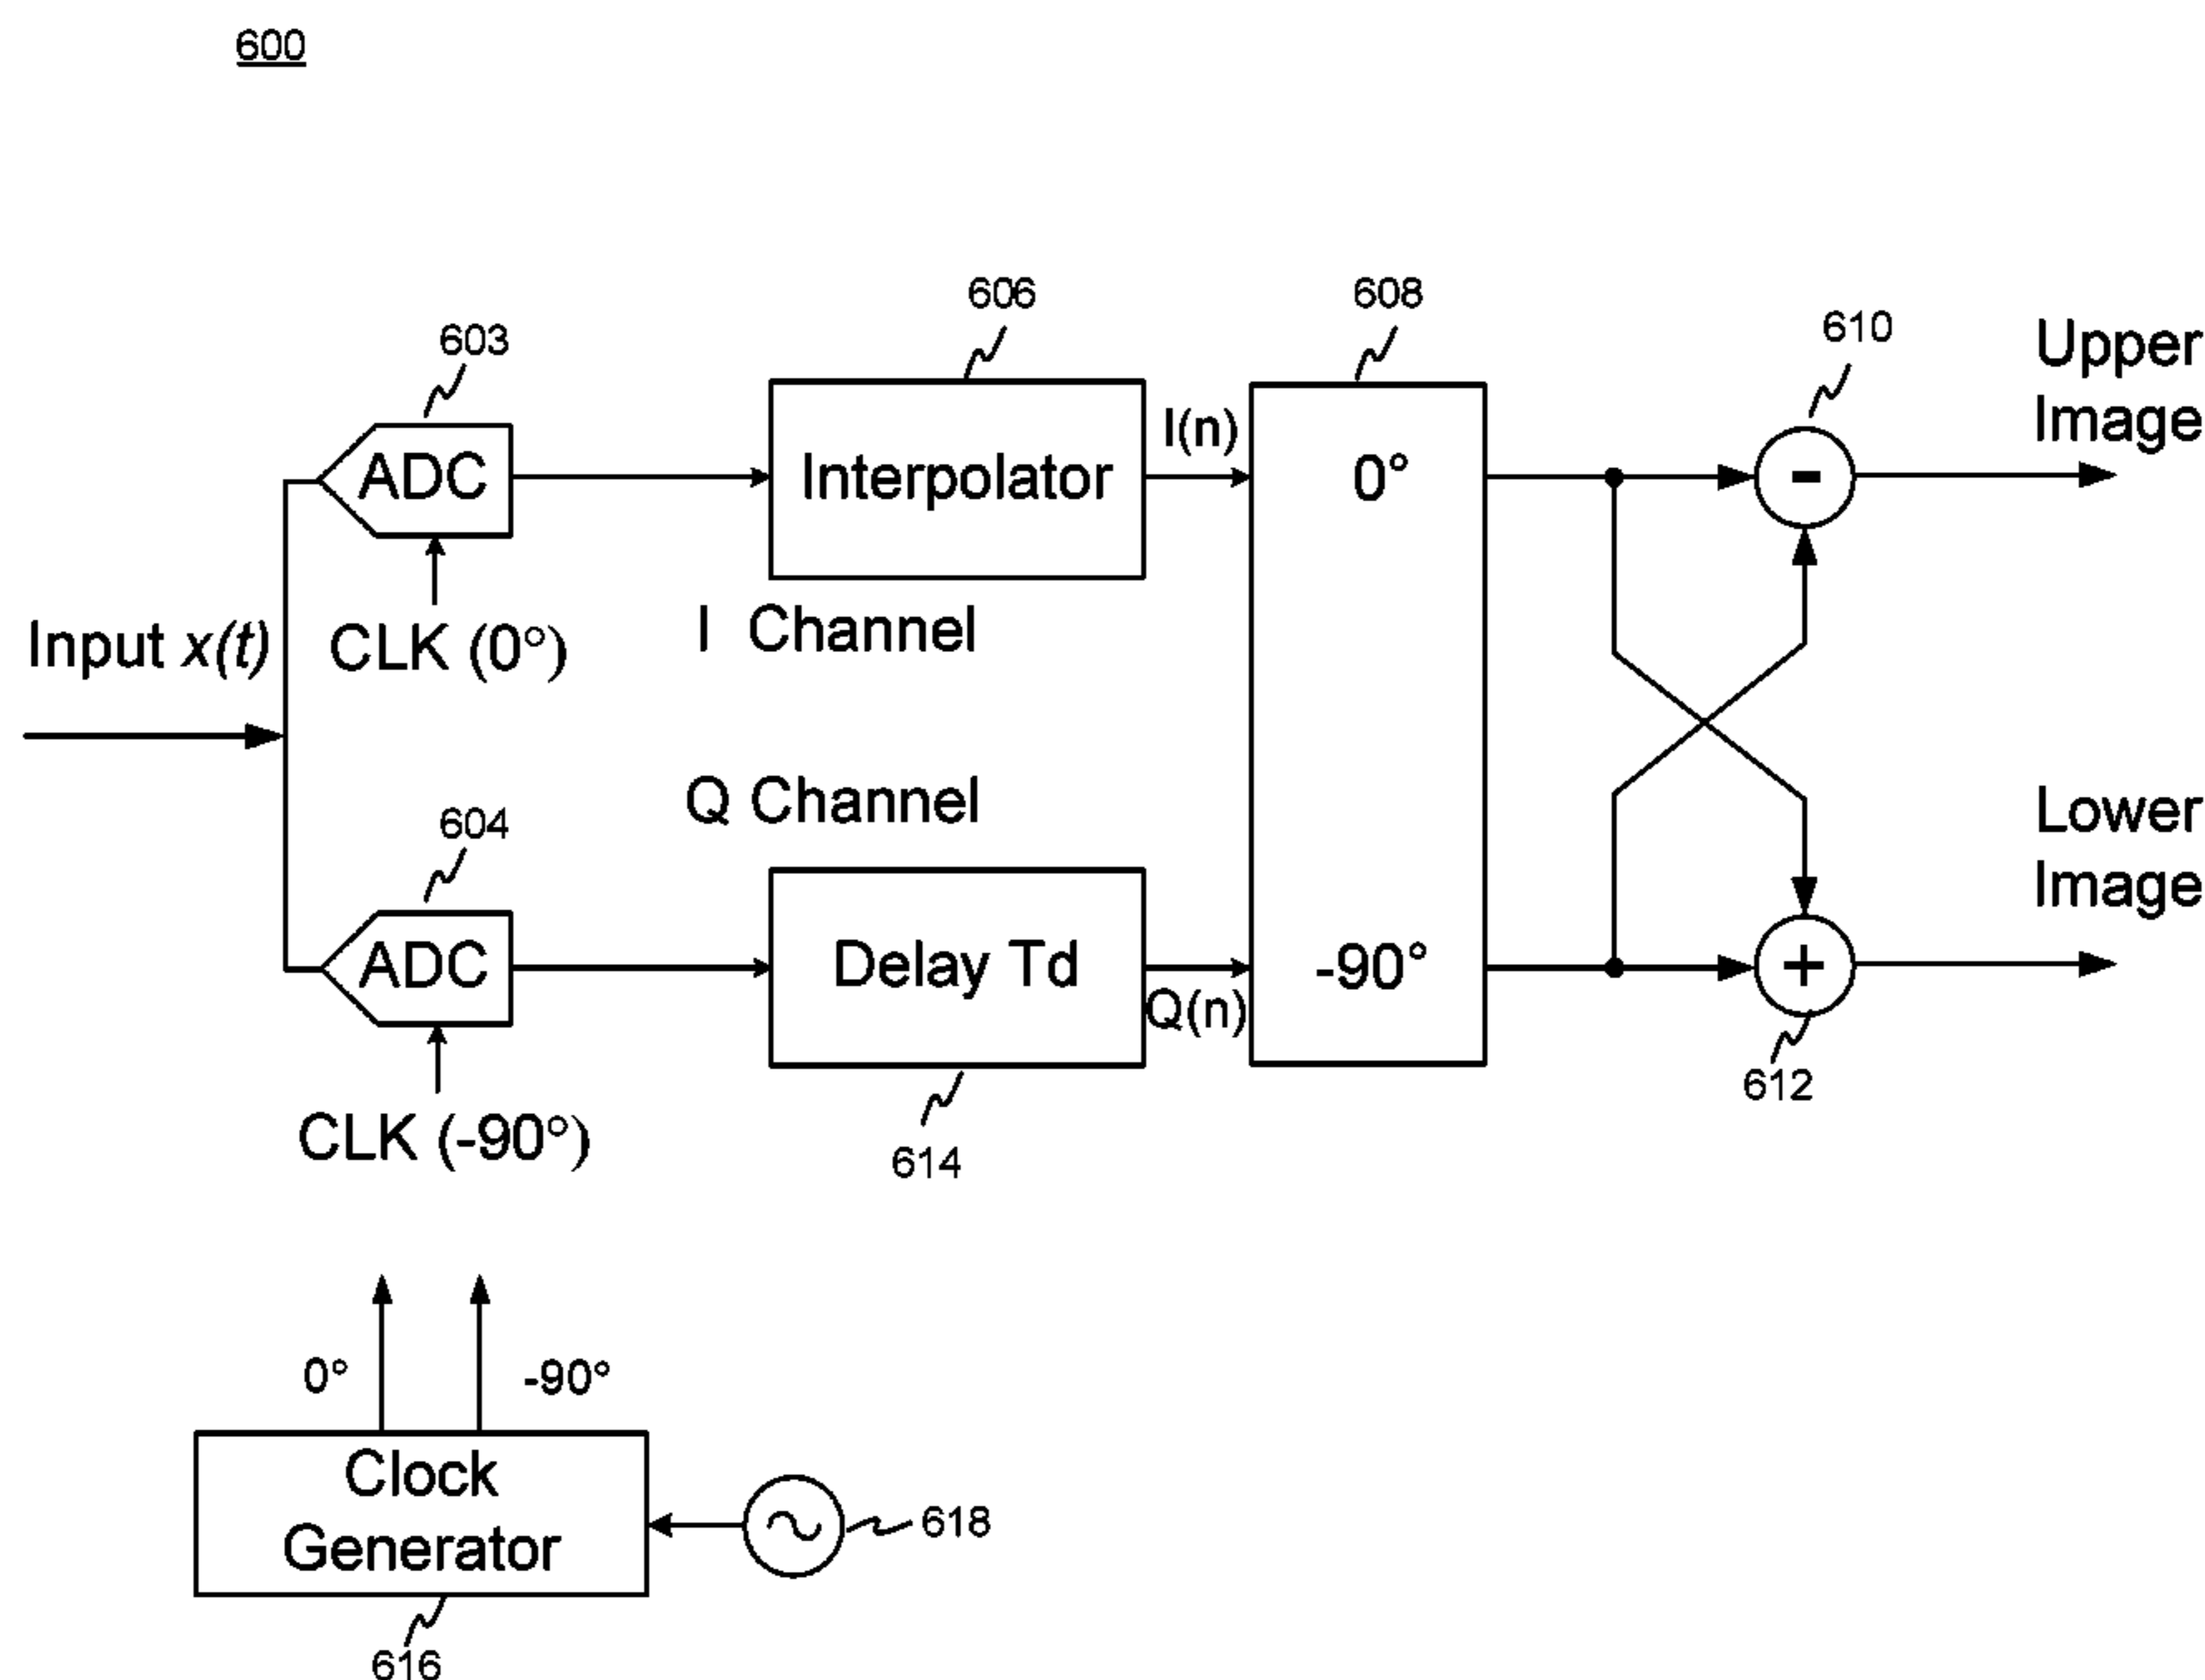 600
606
608
610
Upper
Image
603
I(n)
ADC
Interpolator
0°
-
Input x(t)
CLK (0°)
I Channel
Q Channel
604
Lower
Image
ADC
Delay Td
-90°
+
Q(n)
612
CLK (-90°)
614
0°
-90°
Clock
Generator
618
616